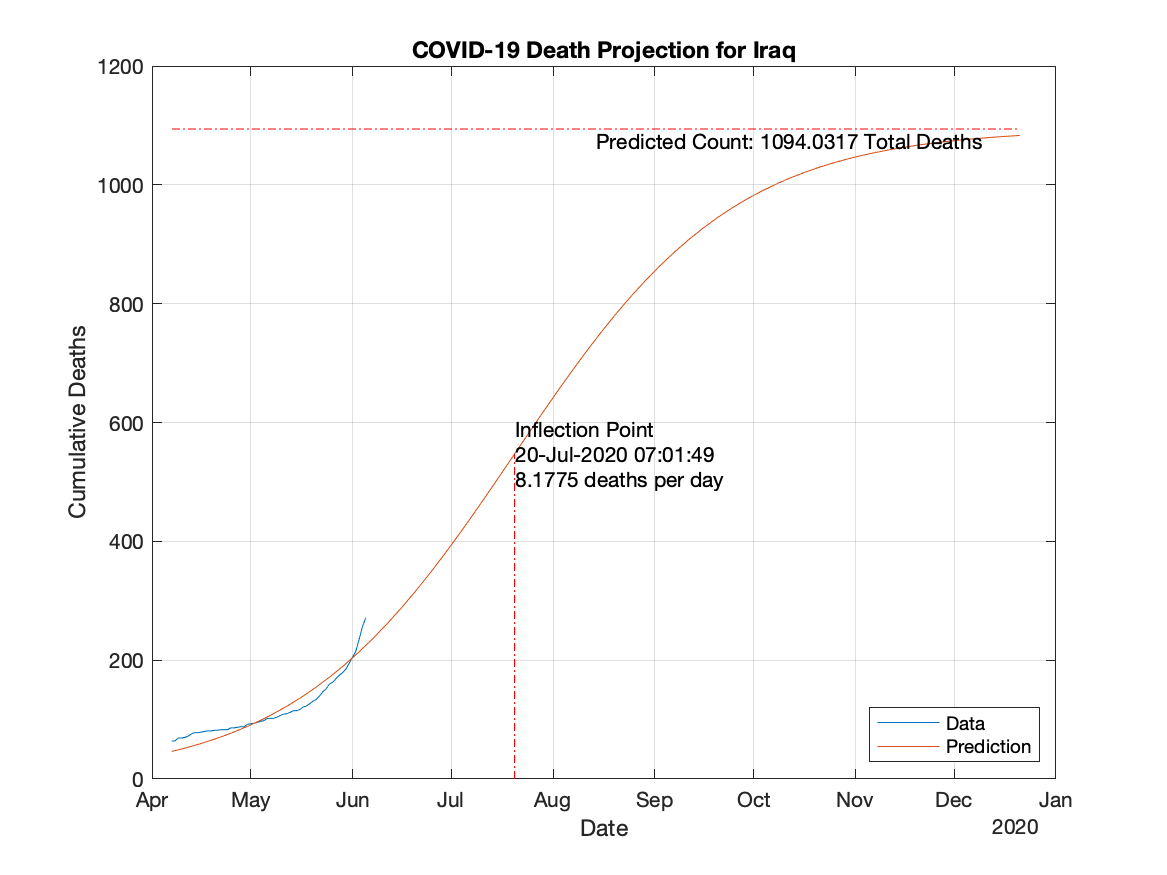 COVID-19 Death Projection for Iraq
1200
1000
800
600
400
200
0
Cumulative Deaths
Predicted Count: 1094.0317 Total Deaths
Inflection Point
20-Jul-2020 07:01:49
8.1775 deaths per day
Data
Prediction
Apr May Jun Jul Aug Sep Oct Nov Dec Jan
Date
2020